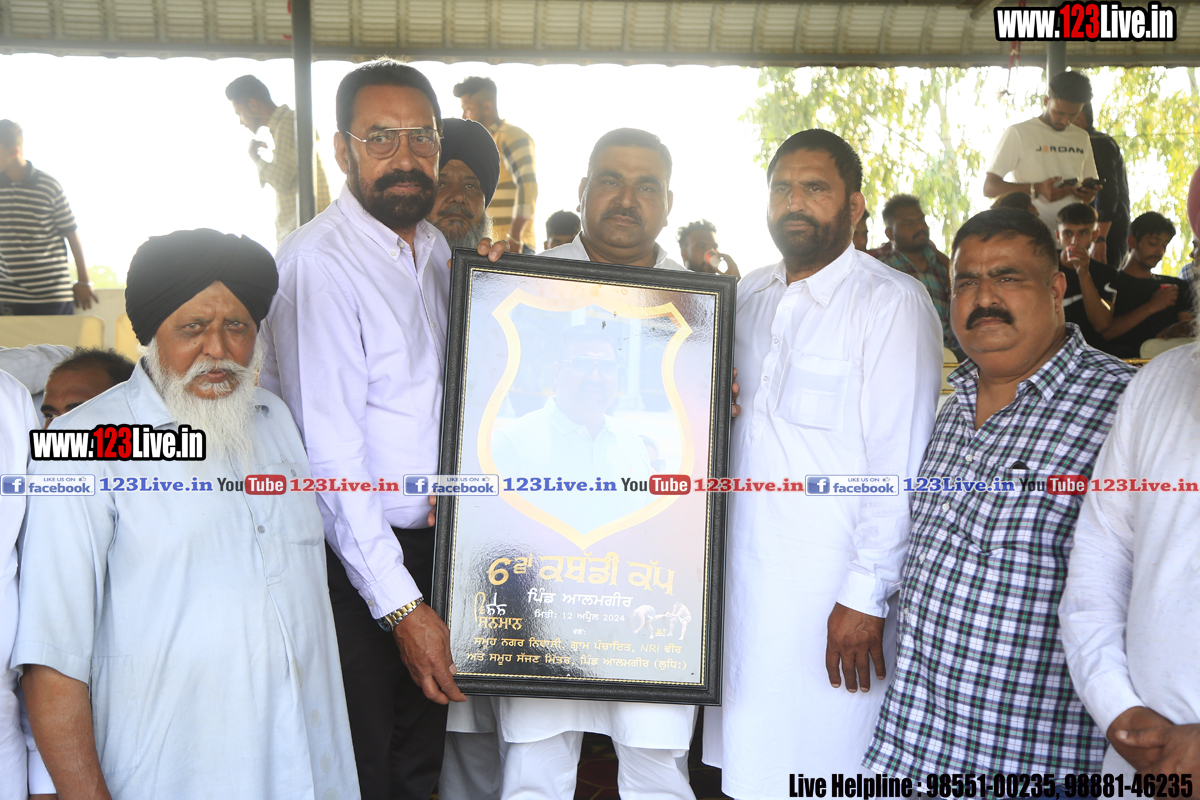 www.123Live.in
JORDAN
www.123Live.in
LIKE US ON facebook 123Live.in YouTube 123Live.in LIKE US ON facebook 123Live.in YouTube 123Live.in LIKE US ON facebook 123Live.in YouTube 123Live.in
6ਵਾਂ ਕਬੱਡੀ ਕੱਪ
ਪਿੰਡ ਆਲਮਗੀਰ
ਮਿਤੀ: 12 ਅਪ੍ਰੈਲ 2024
ਸਨਮਾਨ
ਵਲੋਂ:
ਸਮੂਹ ਨਗਰ ਨਿਵਾਸੀ, ਗ੍ਰਾਮ ਪੰਚਾਇਤ, NRI ਵੀਰ
ਅਤੇ ਸਮੂਹ ਸੱਜਣ ਮਿੱਤਰ, ਪਿੰਡ ਆਲਮਗੀਰ (ਲੁਧਿ:)
Live Helpline : 98551-00235, 98881-46235